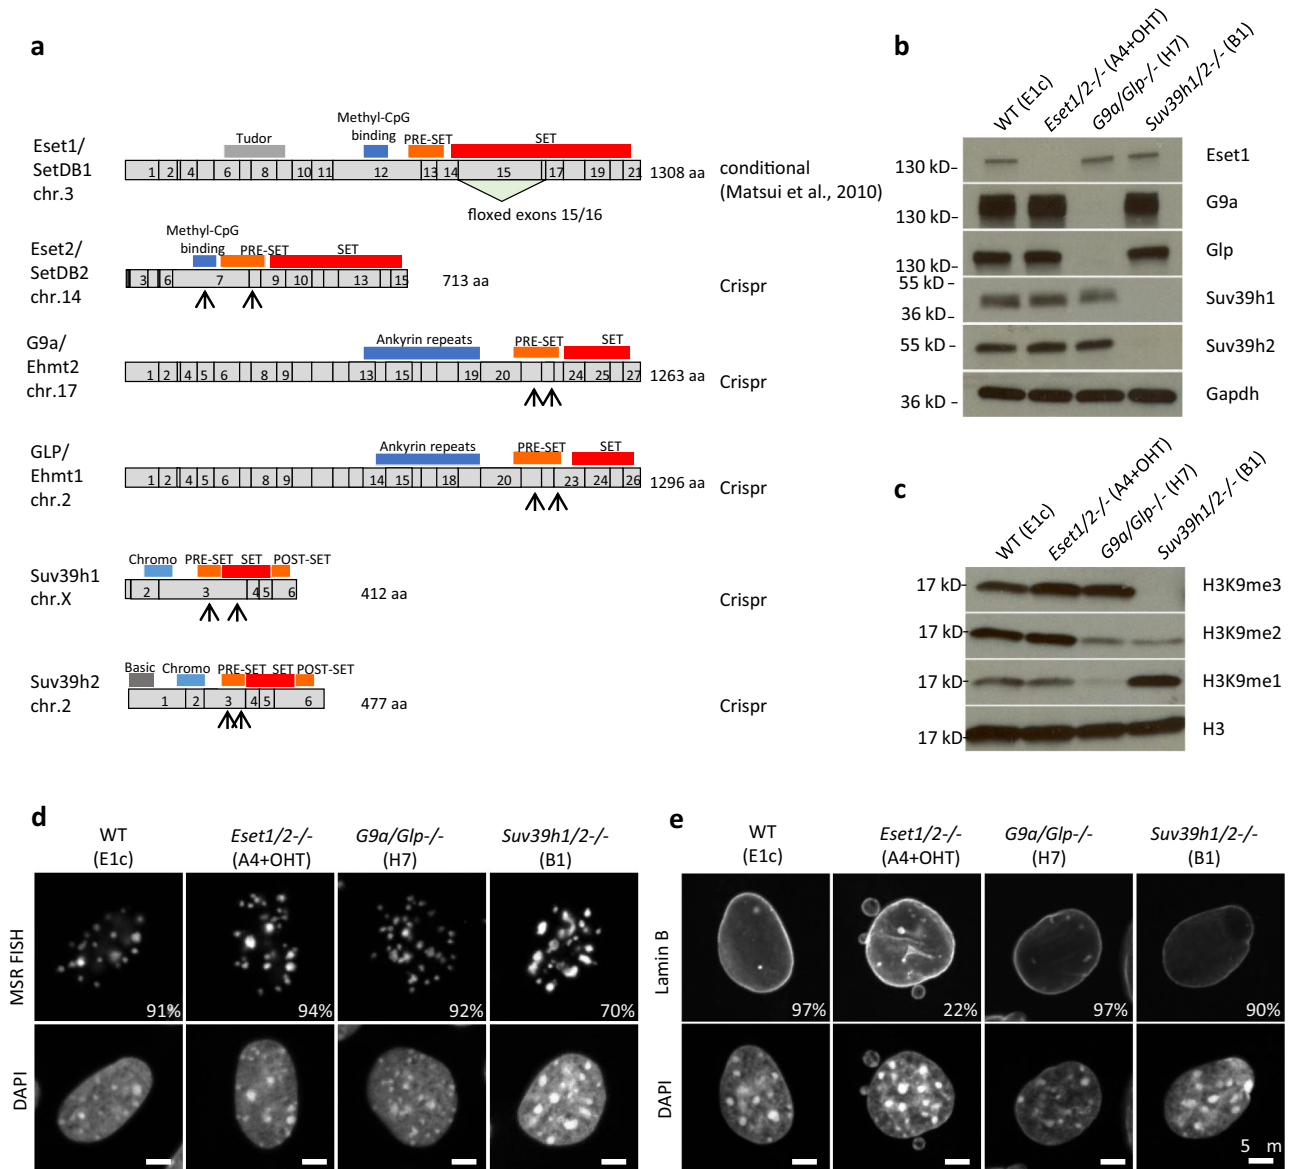 a
Eset1/
SetDB1
chr.3
Tudor
Methyl-CpG
binding
PRE-SET
SET
1 2 4 6 8 10 11 12 13 14 15 17 19 21
1308 aa
floxed exons 15/16
conditional
(Matsui et al., 2010)
Eset2/
SetDB2
chr.14
Methyl-CpG
binding
PRE-SET
SET
3 6 7 9 10 13 15
713 aa
Crispr
G9a/
Ehmt2
chr.17
Ankyrin repeats
PRE-SET
SET
1 2 4 5 6 8 9 13 15 19 20 24 25 27
1263 aa
Crispr
GLP/
Ehmt1
chr.2
Ankyrin repeats
PRE-SET
SET
1 2 4 5 6 8 9 14 15 18 20 23 24 26
1296 aa
Crispr
Suv39h1
chr.X
Chromo
PRE-SET
SET
POST-SET
2 3 4 5 6
412 aa
Crispr
Suv39h2
chr.2
Basic
Chromo
PRE-SET
SET
POST-SET
1 2 3 4 5 6
477 aa
Crispr
b
WT (E1c)
Eset1/2-/- (A4+OHT)
G9a/Glp-/- (H7)
Suv39h1/2-/- (B1)
130 kD-
Eset1
130 kD-
G9a
130 kD-
Glp
55 kD -
36 kD-
Suv39h1
55 kD -
Suv39h2
36 kD -
Gapdh
c
WT (E1c)
Eset1/2-/- (A4+OHT)
G9a/Glp-/- (H7)
Suv39h1/2-/- (B1)
17 kD-
H3K9me3
17 kD-
H3K9me2
17 kD-
H3K9me1
17 kD-
H3
d
WT
(E1c)
Eset1/2-/-
(A4+OHT)
G9a/Glp-/-
(H7)
Suv39h1/2-/-
(B1)
MSR FISH
91%
94%
92%
70%
DAPI
e
WT
(E1c)
Eset1/2-/-
(A4+OHT)
G9a/Glp-/-
(H7)
Suv39h1/2-/-
(B1)
Lamin B
97%
22%
97%
90%
DAPI
5 m